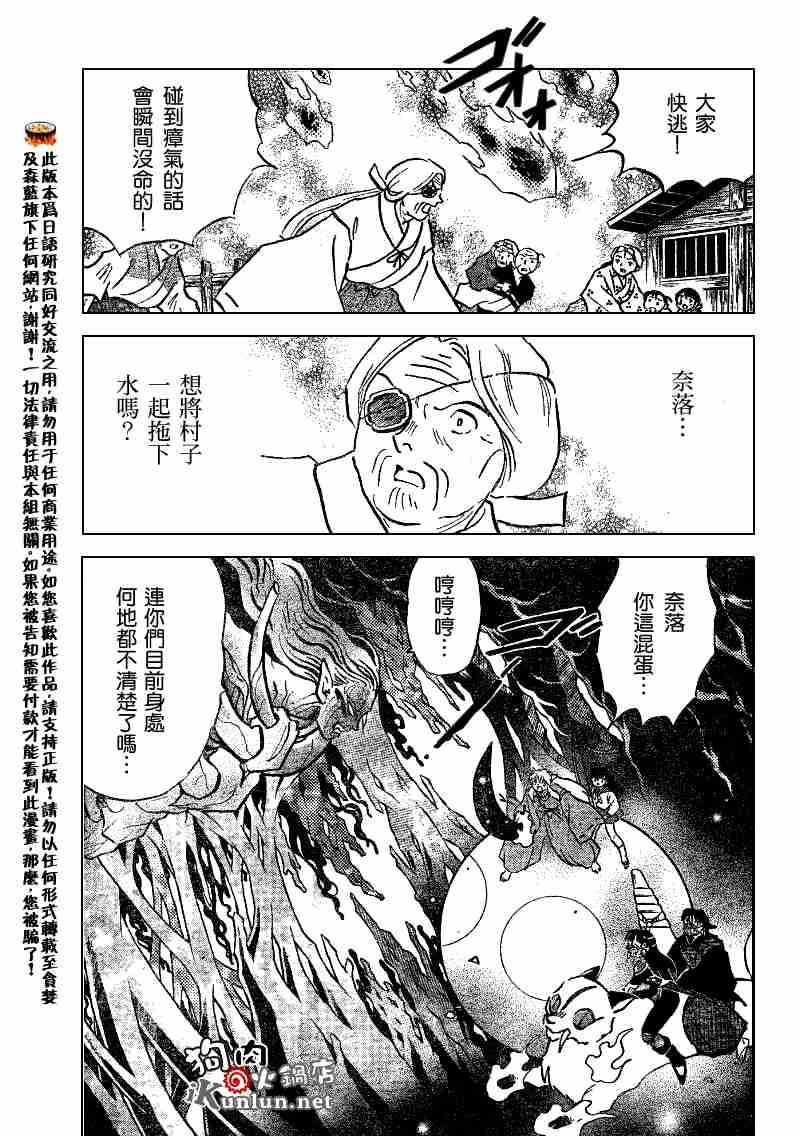 ゴオオ
大家
快逃！
碰到瘴氣的話
會瞬間沒命的！
奈落…
想將村子
一起拖下
水嗎？
奈落
你這混蛋…
哼哼哼…
連你們目前身處
何地都不清楚了嗎…
此版本為日語研究同好交流之用，請勿用于任何商業用途。如您喜歡此作品，請支持正版！請勿以任何形式轉載至貪婪
及森藍旗下任何網站，謝謝！一切法律責任與本組無關。如果您被告知需要付款才能看到此漫畫，那麼，您被騙了！
狗肉火鍋店
iKunlun.net